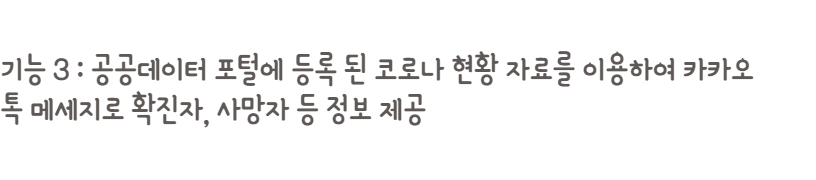 기능 3 : 공공데이터 포털에 등록 된 코로나 현황 자료를 이용하여 카카오
톡 메세지로 확진자, 사망자 등 정보 제공